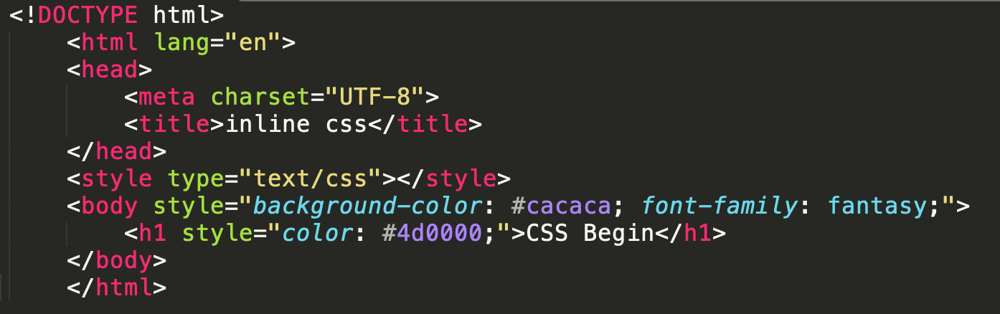 <!DOCTYPE html>
    <html lang="en">
    <head>
        <meta charset="UTF-8">
        <title>inline css</title>
    </head>
    <style type="text/css"></style>
    <body style="background-color: #cacaca; font-family: fantasy;">
        <h1 style="color: #4d0000;">CSS Begin</h1>
    </body>
    </html>